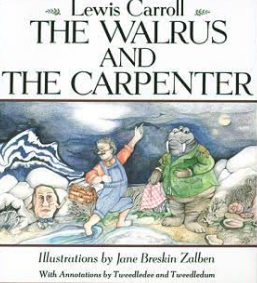 Lewis Carroll
THE WALRUS
AND
THE CARPENTER
Illustrations by Jane Breskin Zalben
With Annotations by Tweedledee and Tweedledum